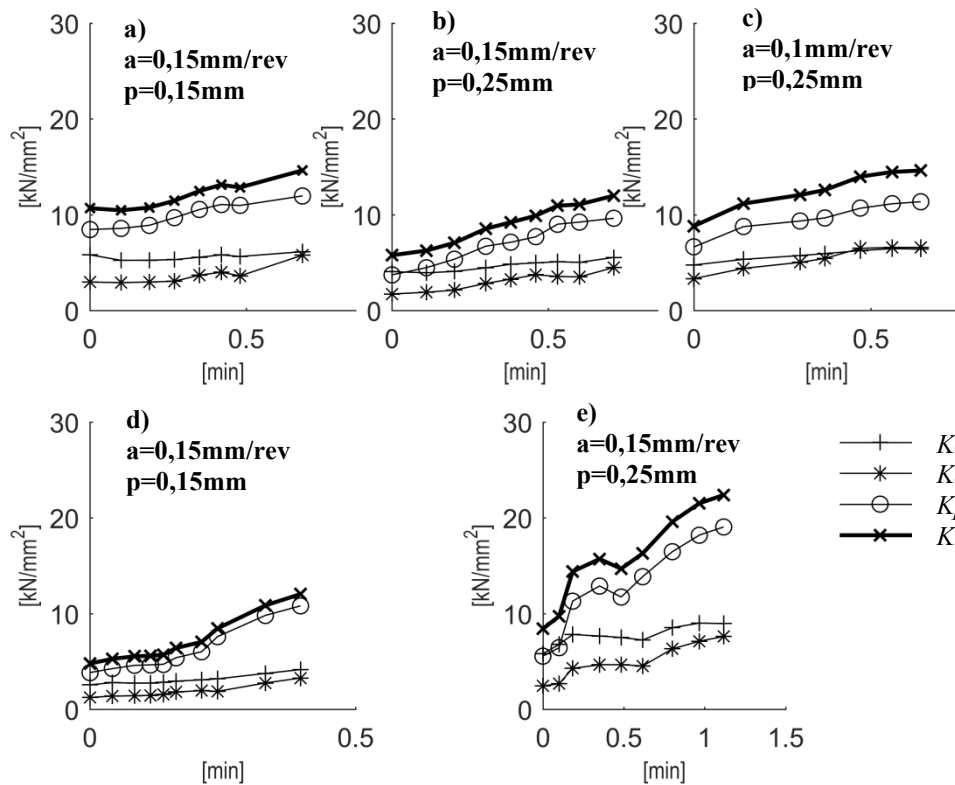 a)
a=0,15mm/rev
p=0,15mm
30
20
10
0
[kN/mm²]
0
0.5
[min]
b)
a=0,15mm/rev
p=0,25mm
30
20
10
0
[kN/mm²]
0
0.5
[min]
c)
a=0,1mm/rev
p=0,25mm
30
20
10
0
[kN/mm²]
0
0.5
[min]
d)
a=0,15mm/rev
p=0,15mm
30
20
10
0
[kN/mm²]
0
0.5
[min]
e)
a=0,15mm/rev
p=0,25mm
30
20
10
0
[kN/mm²]
0
0.5
1
1.5
[min]
K
K
K
K